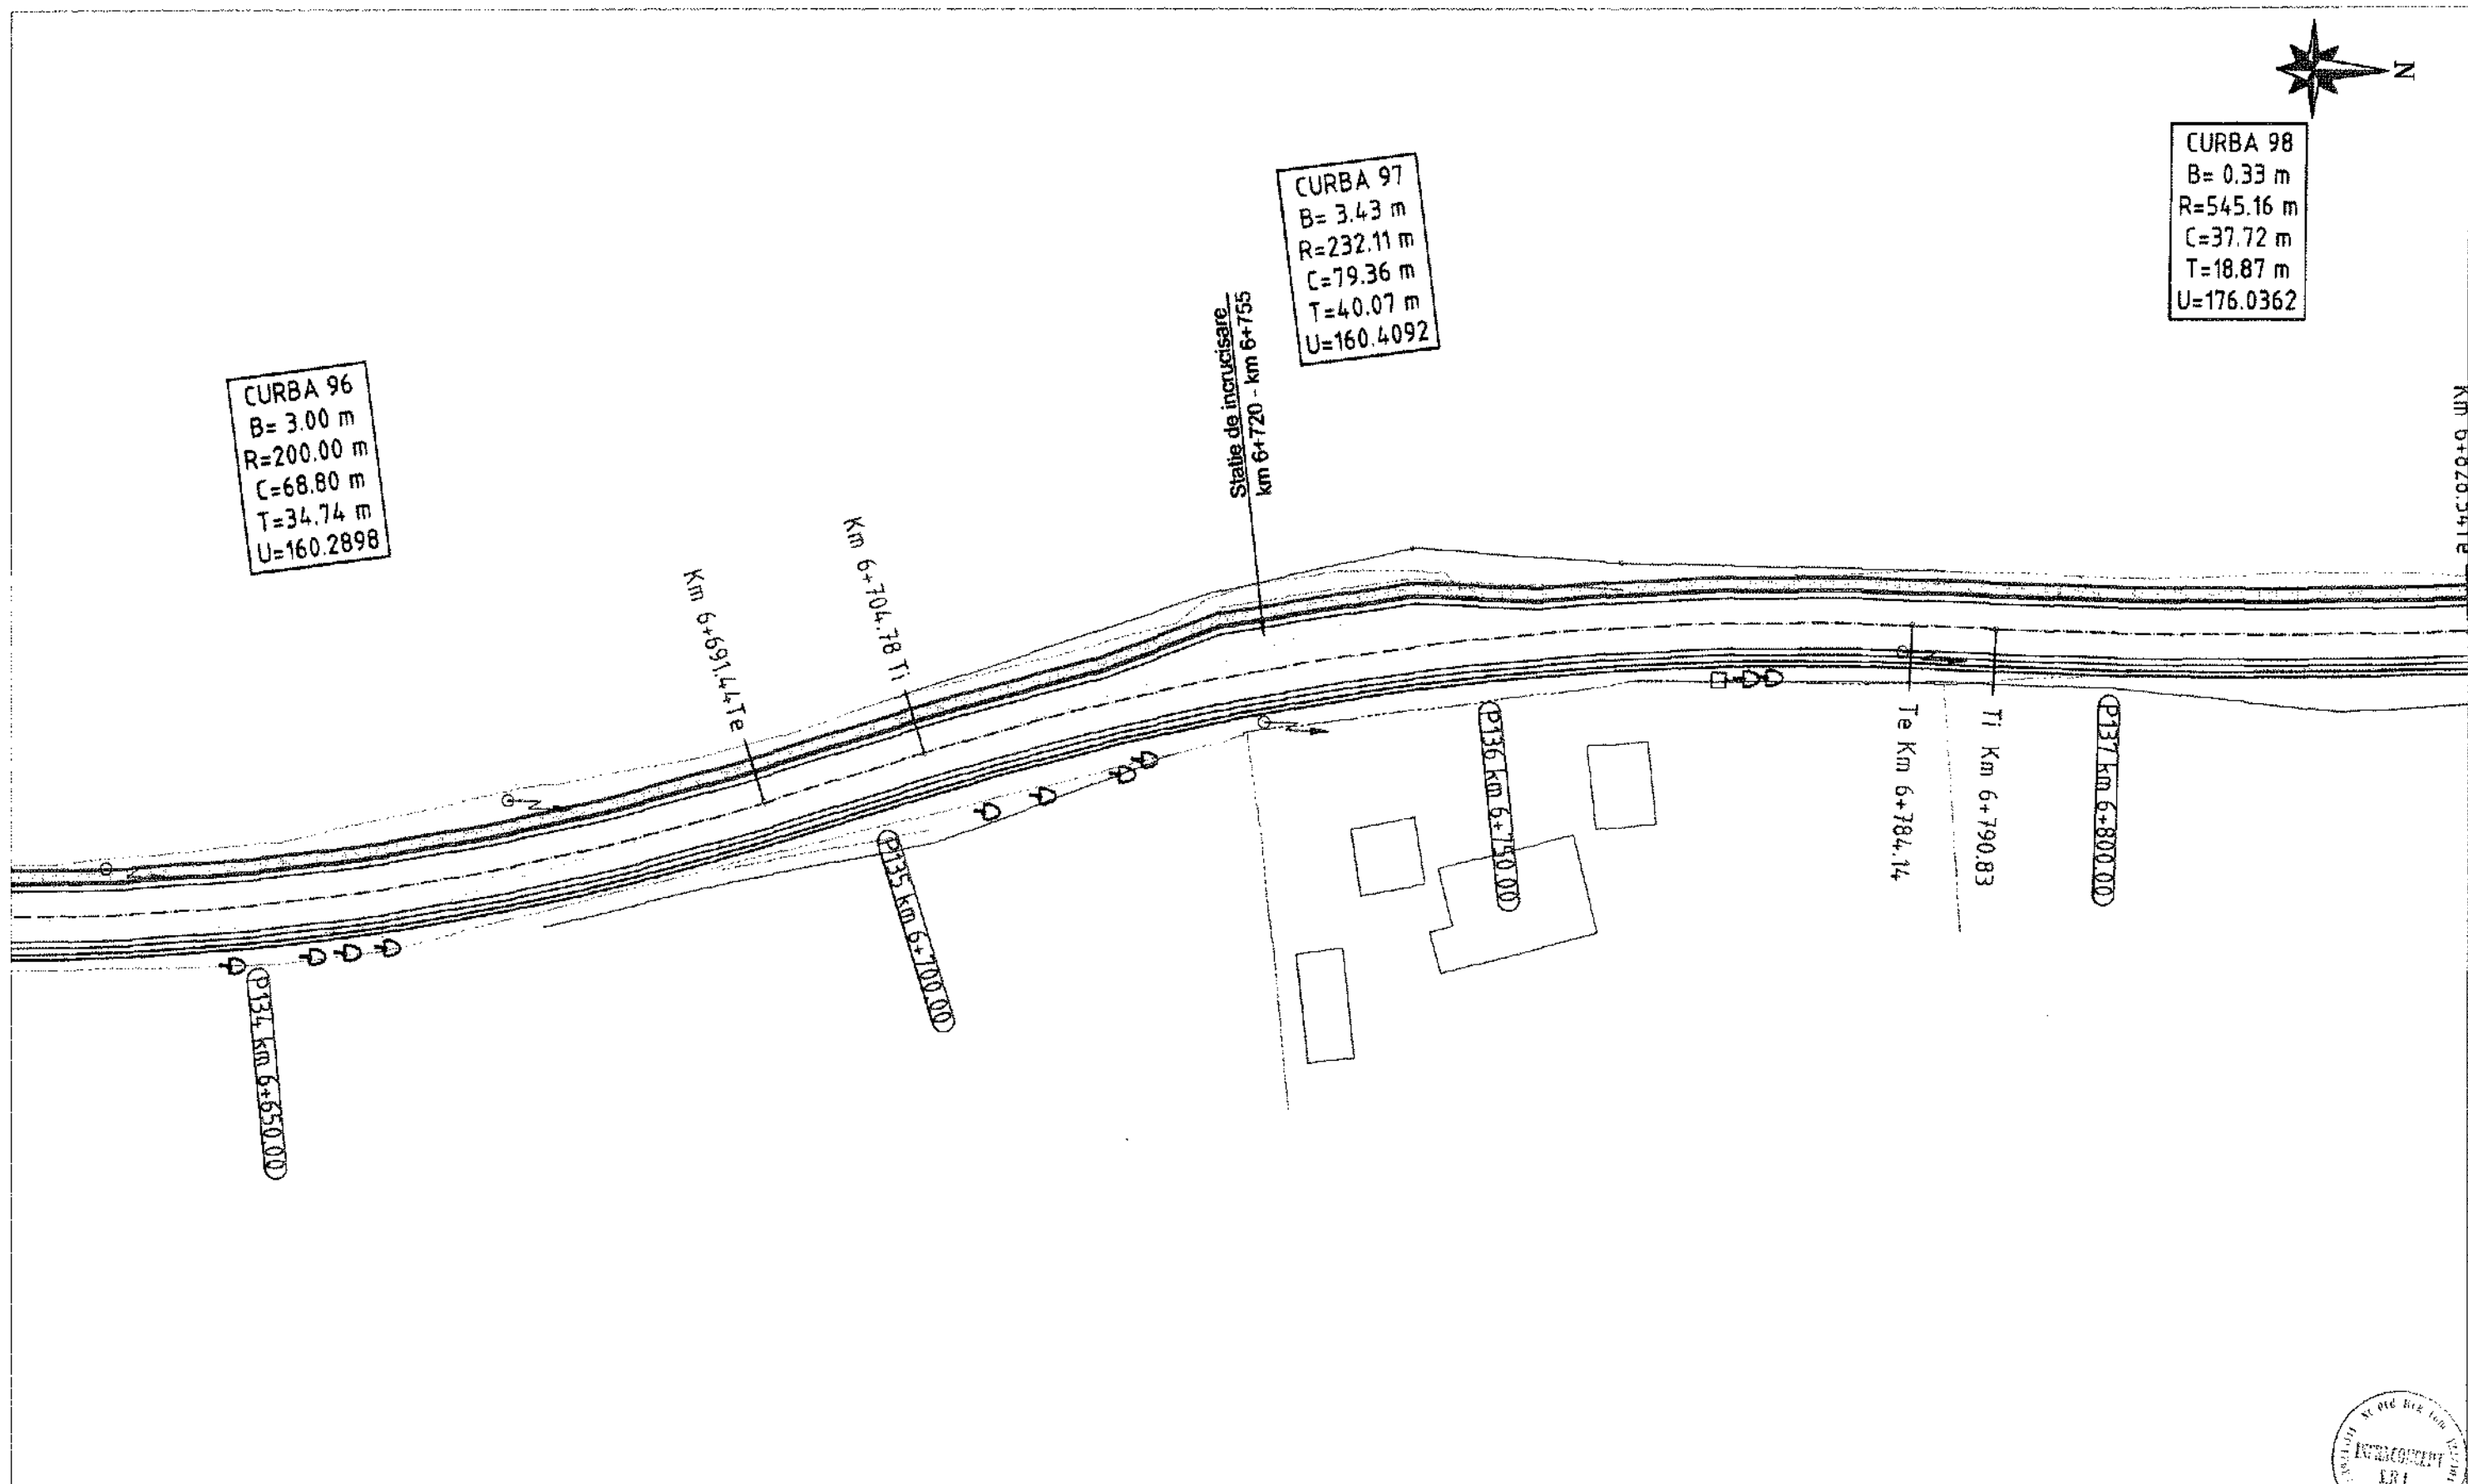 N
CURBA 98
B= 0.33 m
R=545.16 m
C=37.72 m
T=18.87 m
U=176.0362
CURBA 97
B= 3.43 m
R=232.11 m
C=79.36 m
T=40.07 m
U=160.4092
Statie de incrucisare
km 6+720 - km 6+755
CURBA 96
B= 3.00 m
R=200.00 m
C=68.80 m
T=34.74 m
U=160.2898
Km 6+691.44Te
Km 6+704.78 Ti
Te Km 6+784.14
Ti Km 6+790.83
P134 km 6+650.00
P135 km 6+700.00
P136 km 6+750.00
P137 km 6+800.00
INFRACONCEPT